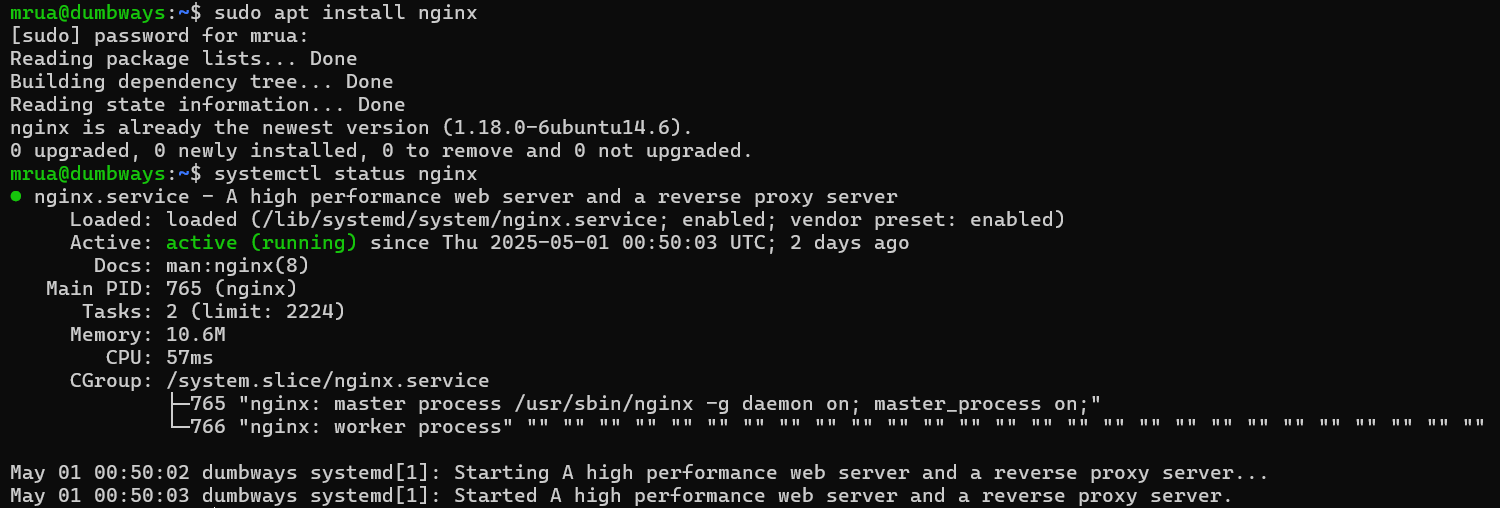 mrua@dumbways:~$ sudo apt install nginx
[sudo] password for mrua:
Reading package lists... Done
Building dependency tree... Done
Reading state information... Done
nginx is already the newest version (1.18.0-6ubuntu14.6).
0 upgraded, 0 newly installed, 0 to remove and 0 not upgraded.
mrua@dumbways:~$ systemctl status nginx
● nginx.service - A high performance web server and a reverse proxy server
     Loaded: loaded (/lib/systemd/system/nginx.service; enabled; vendor preset: enabled)
     Active: active (running) since Thu 2025-05-01 00:50:03 UTC; 2 days ago
       Docs: man:nginx(8)
   Main PID: 765 (nginx)
      Tasks: 2 (limit: 2224)
     Memory: 10.6M
        CPU: 57ms
     CGroup: /system.slice/nginx.service
             ├─765 "nginx: master process /usr/sbin/nginx -g daemon on; master_process on;"
             └─766 "nginx: worker process" "" "" "" "" "" "" "" "" "" "" "" "" "" "" "" "" "" "" "" "" "" "" "" "" "" "" ""

May 01 00:50:02 dumbways systemd[1]: Starting A high performance web server and a reverse proxy server...
May 01 00:50:03 dumbways systemd[1]: Started A high performance web server and a reverse proxy server.